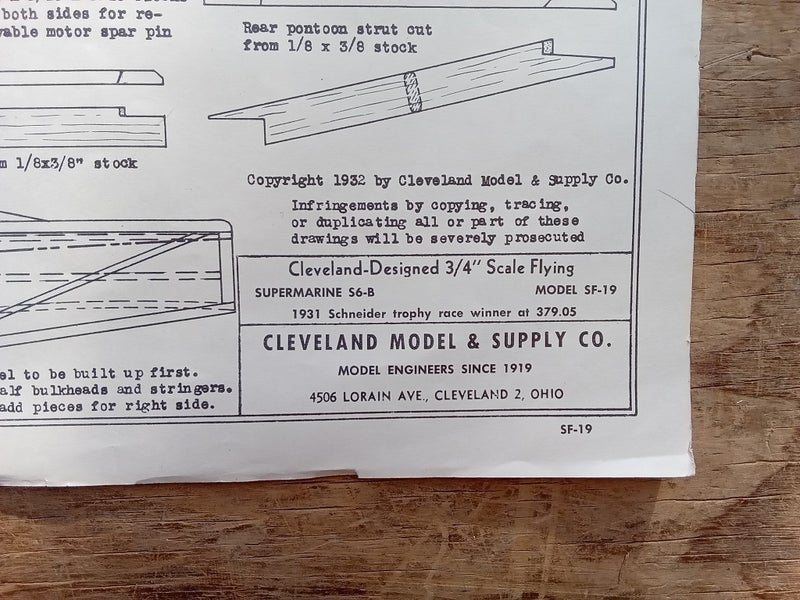 both sides for re-
vable motor spar pin
Rear pontoon strut cut
from 1/8 x 3/8 stock
1/8x3/8" stock
Copyright 1932 by Cleveland Model & Supply Co.
Infringements by copying, tracing,
or duplicating all or part of these
drawings will be severely prosecuted
Cleveland-Designed 3/4" Scale Flying
SUPERMARINE S6-B MODEL SF-19
1931 Schneider trophy race winner at 379.05
CLEVELAND MODEL & SUPPLY CO.
MODEL ENGINEERS SINCE 1919
4506 LORAIN AVE., CLEVELAND 2, OHIO
el to be built up first.
alf bulkheads and stringers.
add pieces for right side.
SF-19